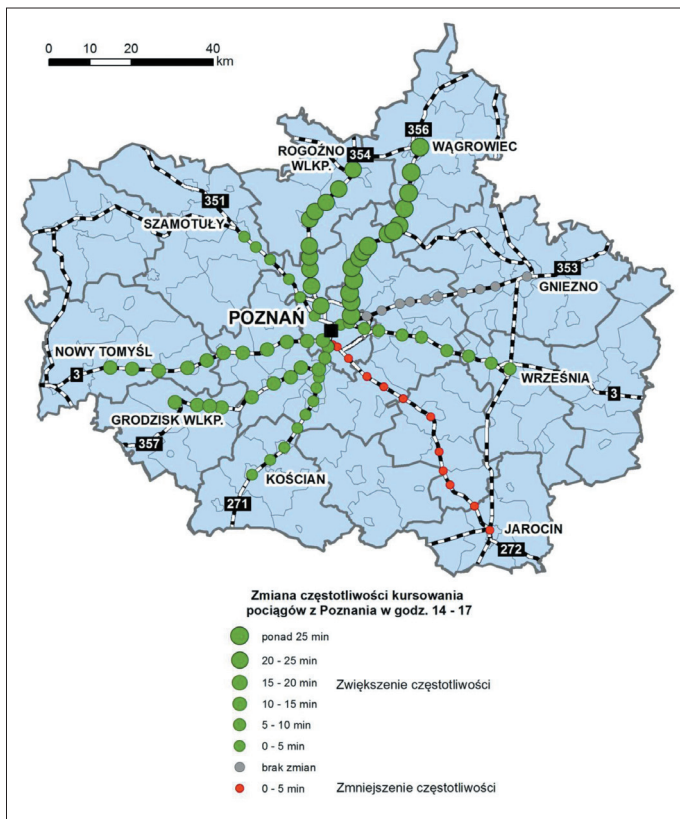 0 10 20 40
km
356
ROGOŹNO
WLKP.
354
WĄGROWIEC
351
SZAMOTUŁY
353
GNIEZNO
POZNAŃ
NOWY TOMYŚL
3
WRZEŚNIA
3
GRODZISK WLKP.
357
KOŚCIAN
271
JAROCIN
272
Zmiana częstotliwości kursowania
pociągów z Poznania w godz. 14 - 17
ponad 25 min
20 - 25 min
15 - 20 min
Zwiększenie częstotliwości
10 - 15 min
5 - 10 min
0 - 5 min
brak zmian
0 - 5 min Zmniejszenie częstotliwości